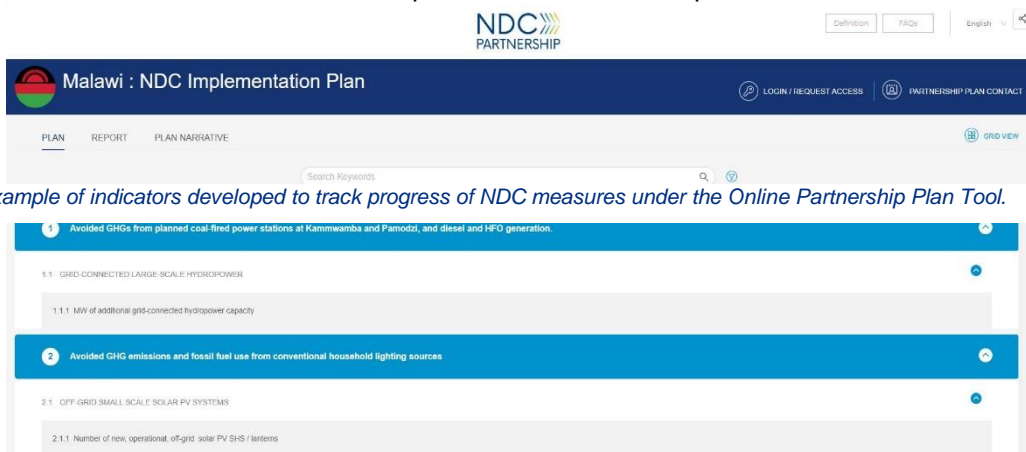 NDC
PARTNERSHIP
Definition
FAQs
English
Malawi : NDC Implementation Plan
LOGIN / REQUEST ACCESS
PARTNERSHIP PLAN CONTACT
PLAN
REPORT
PLAN NARRATIVE
GRID VIEW
Search Keywords
ample of indicators developed to track progress of NDC measures under the Online Partnership Plan Tool.
1 Avoided GHGs from planned coal-fired power stations at Kammwamba and Pamodzi, and diesel and HFO generation.
1.1 GRID-CONNECTED LARGE-SCALE HYDROPOWER
1.1.1 MW of additional grid-connected hydropower capacity
2 Avoided GHG emissions and fossil fuel use from conventional household lighting sources
2.1 OFF-GRID SMALL SCALE SOLAR PV SYSTEMS
2.1.1 Number of new, operational, off-grid solar PV SHS / lanterns